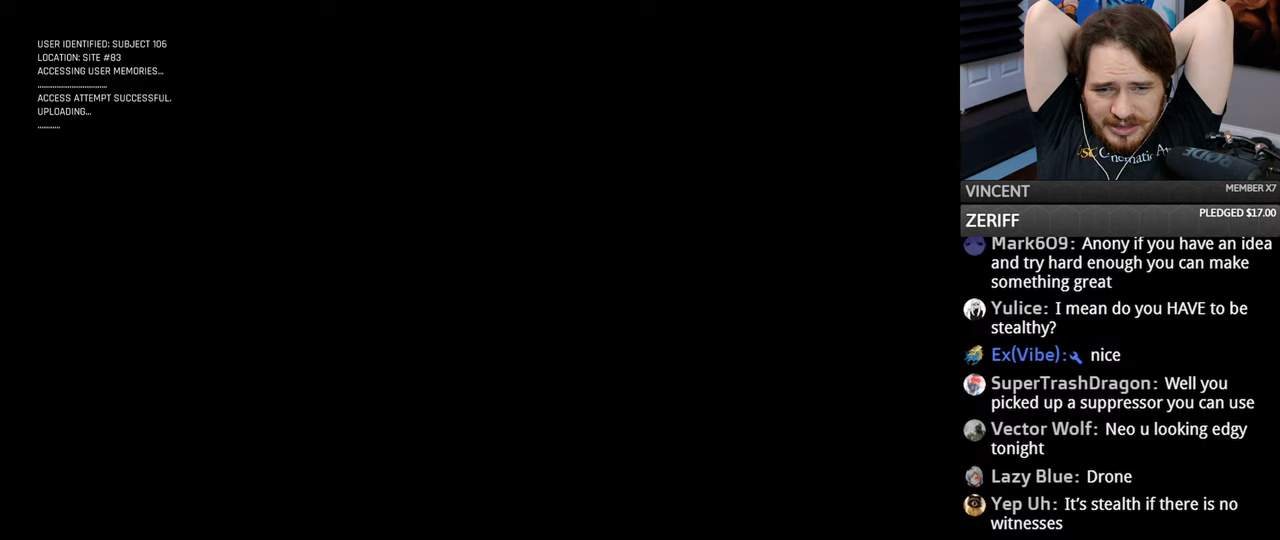 USER IDENTIFIED: SUBJECT 106
LOCATION: SITE #83
ACCESSING USER MEMORIES...
.................................
ACCESS ATTEMPT SUCCESSFUL.
UPLOADING...
...........
SC Cinematic A
RODE
VINCENT
MEMBER X7
ZERIFF
PLEDGED $17.00
Mark609: Anony if you have an idea
and try hard enough you can make
something great
Yulice: I mean do you HAVE to be
stealthy?
Ex(Vibe): nice
SuperTrashDragon: Well you
picked up a suppressor you can use
Vector Wolf: Neo u looking edgy
tonight
Lazy Blue: Drone
Yep Uh: It's stealth if there is no
witnesses